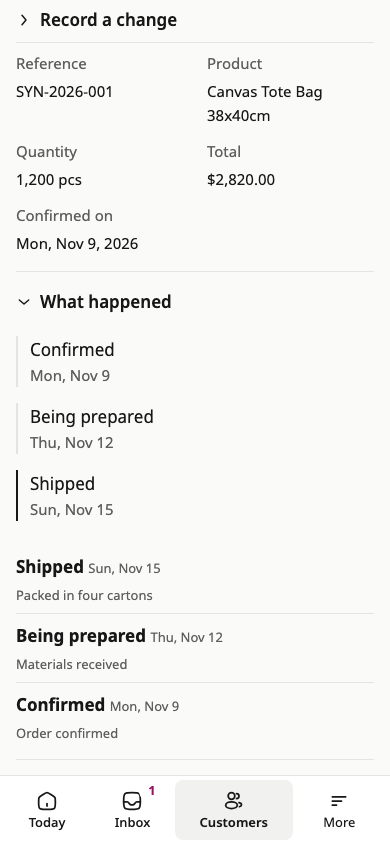 Record a change
Reference
Product
SYN-2026-001
Canvas Tote Bag
38x40cm
Quantity
Total
1,200 pcs
$2,820.00
Confirmed on
Mon, Nov 9, 2026
What happened
Confirmed
Mon, Nov 9
Being prepared
Thu, Nov 12
Shipped
Sun, Nov 15
Shipped Sun, Nov 15
Packed in four cartons
Being prepared Thu, Nov 12
Materials received
Confirmed Mon, Nov 9
Order confirmed
1
Today
Inbox
Customers
More